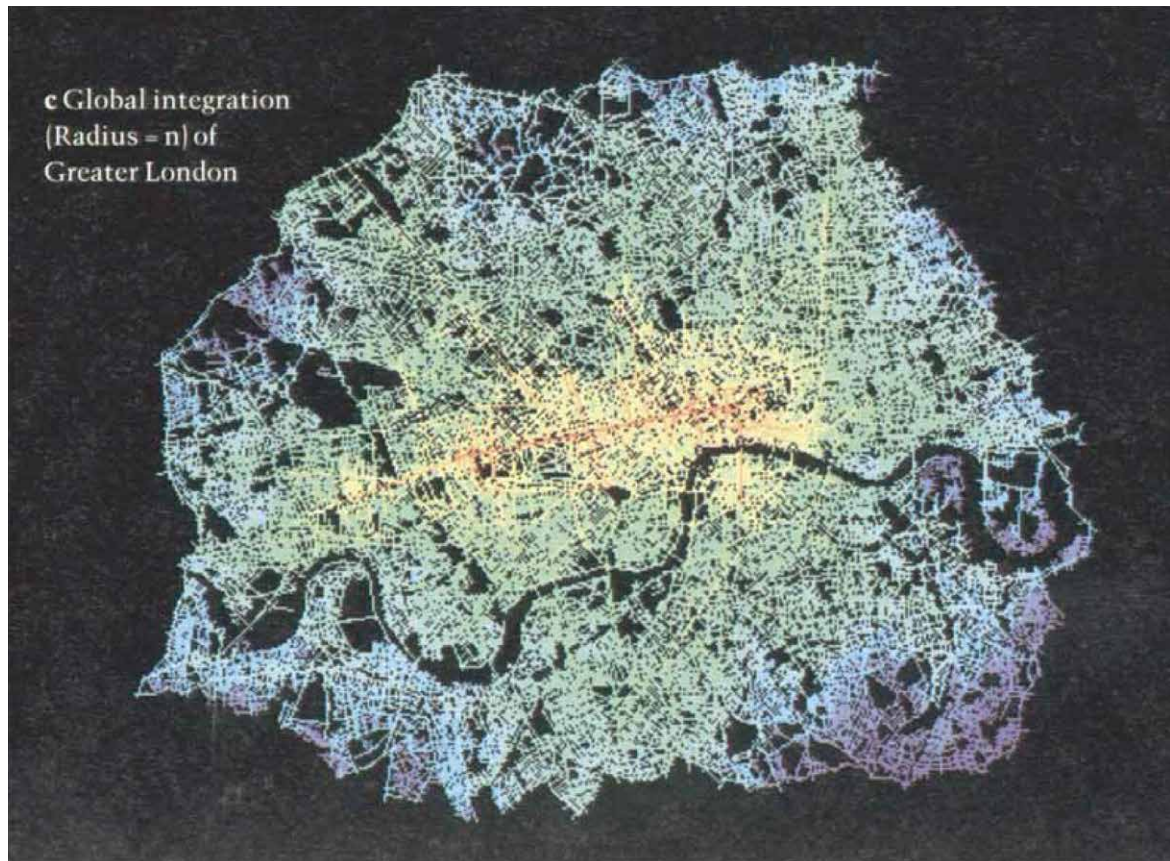 c Global integration
(Radius = n) of
Greater London